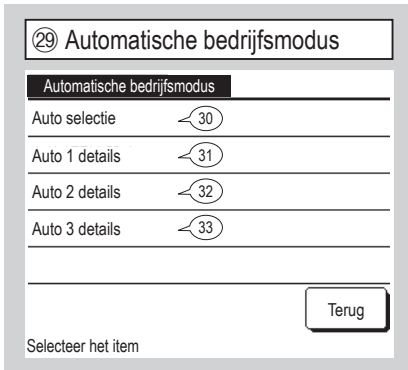 ㉙ Automatische bedrijfsmodus
Automatische bedrijfsmodus
Auto selectie 30
Auto 1 details 31
Auto 2 details 32
Auto 3 details 33
Terug
Selecteer het item